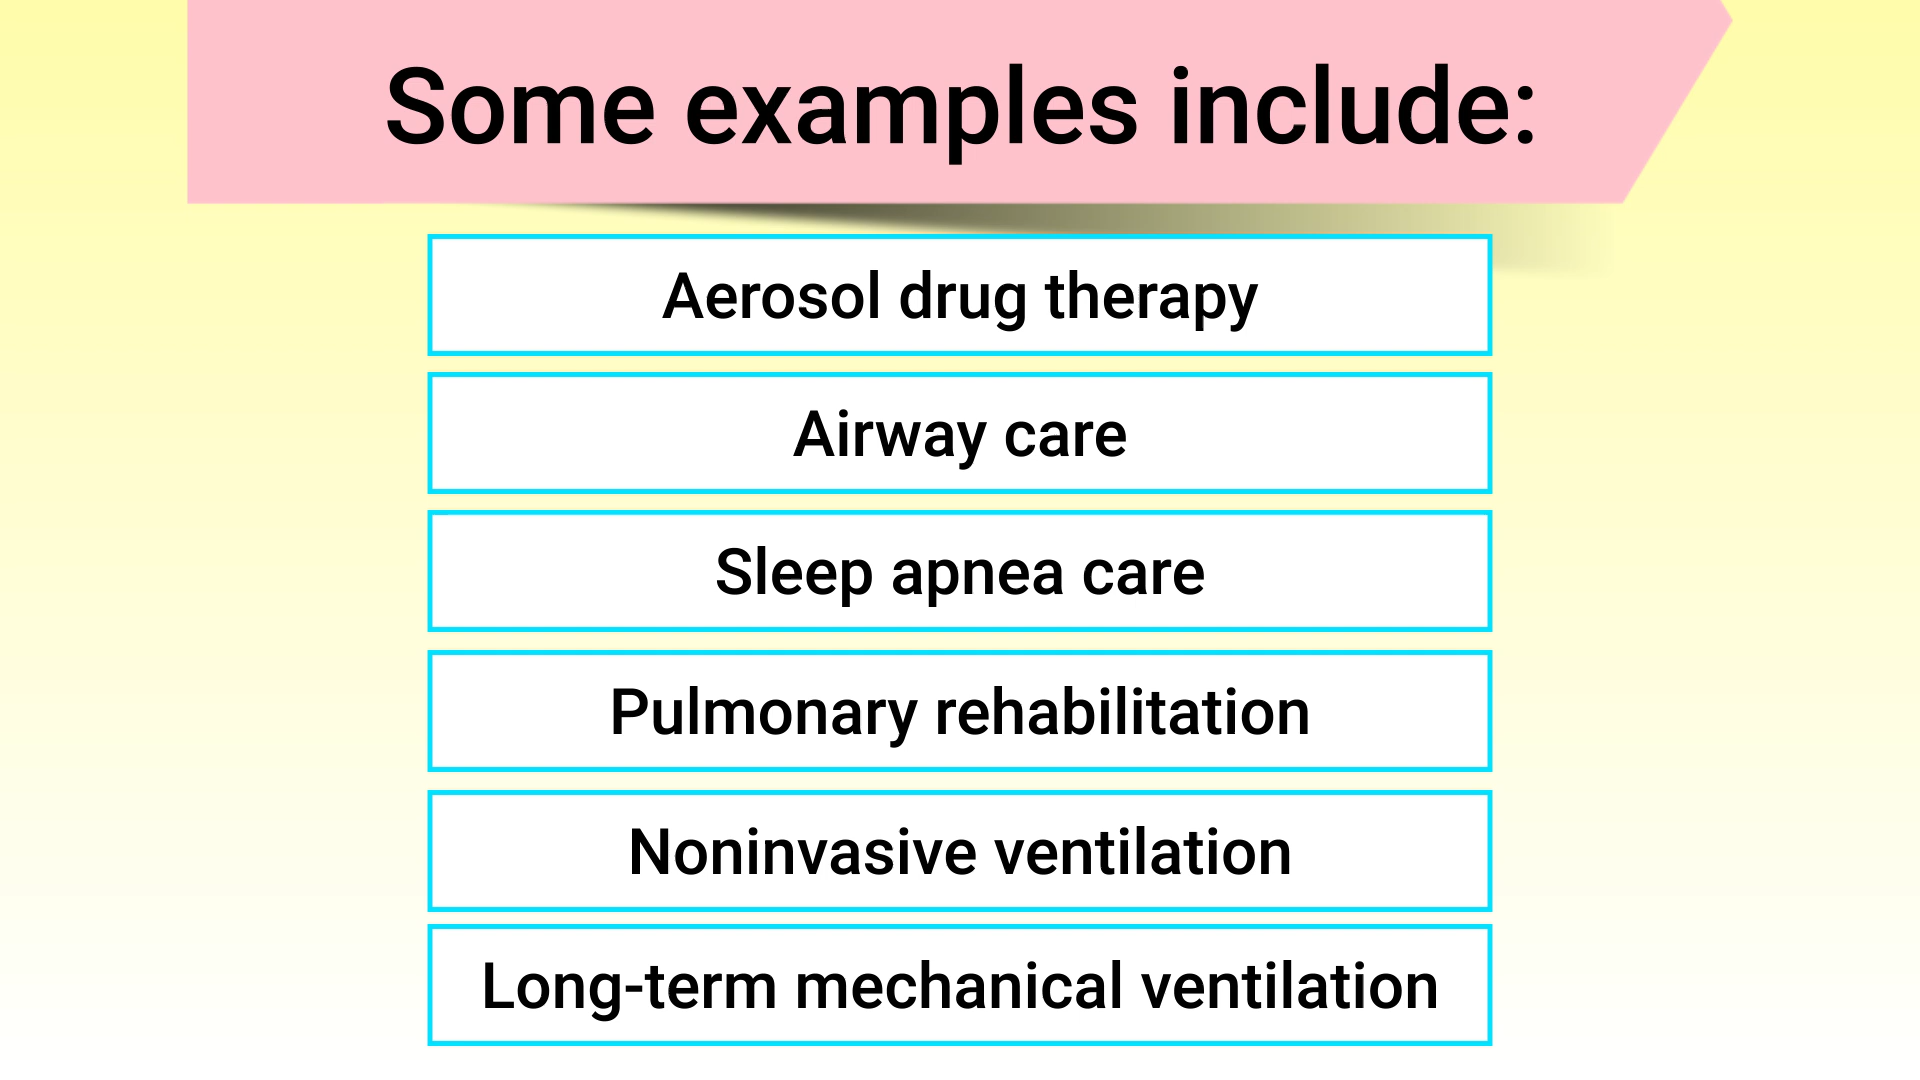 Some examples include:
Aerosol drug therapy
Airway care
Sleep apnea care
Pulmonary rehabilitation
Noninvasive ventilation
Long-term mechanical ventilation